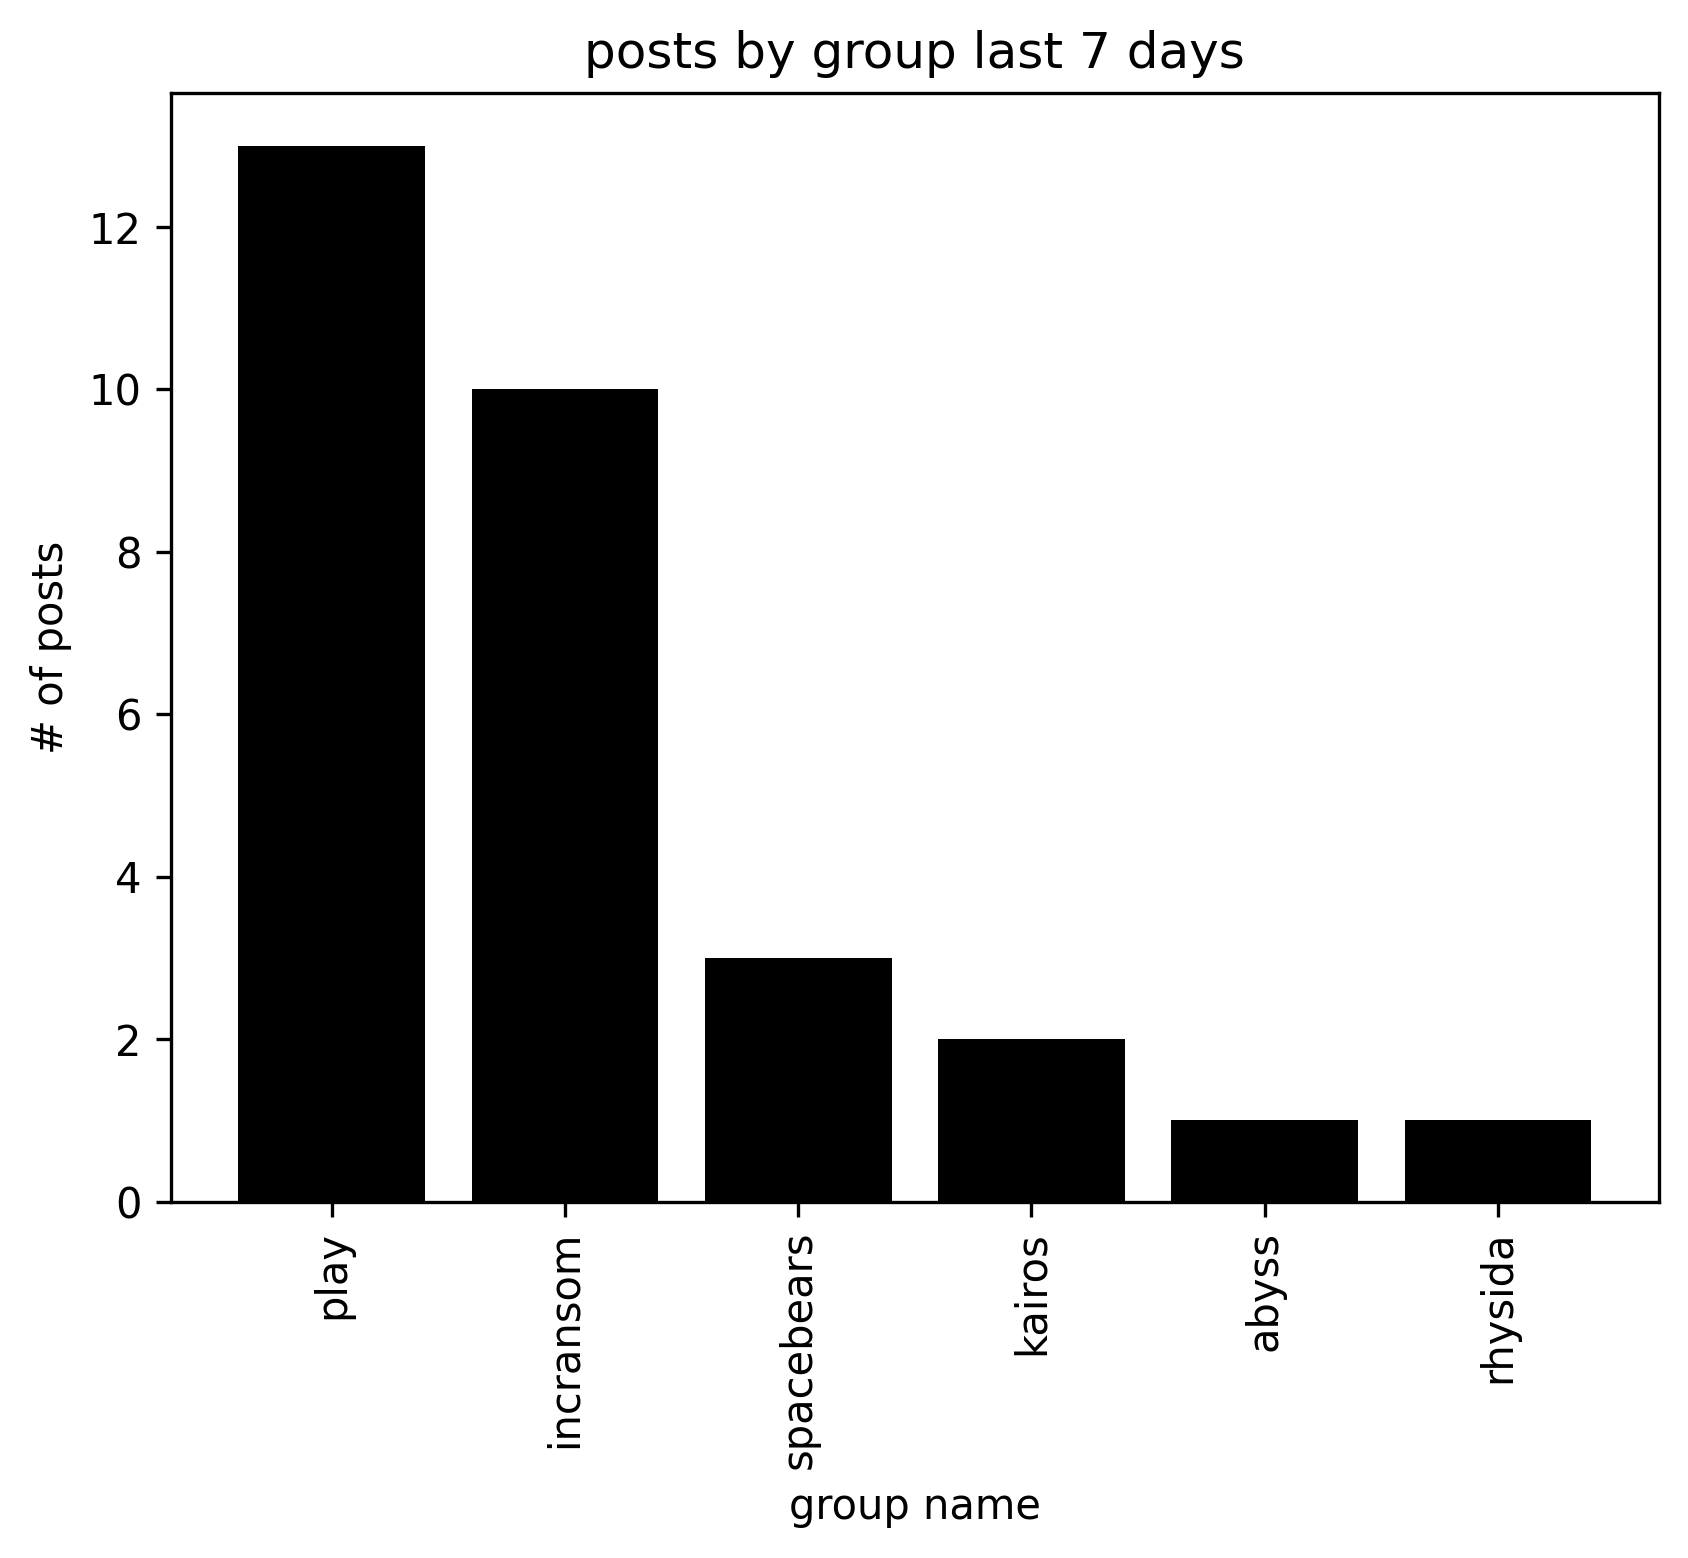 posts by group last 7 days
# of posts
12
10
8
6
4
2
0
play
incransom
spacebears
kairos
abyss
rhysida
group name